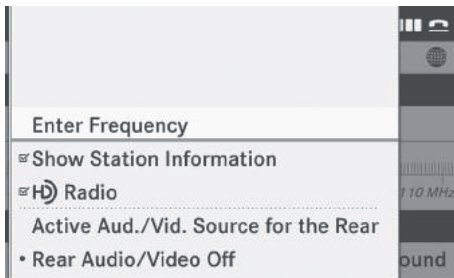 Enter Frequency
Show Station Information
HD Radio
110 MHz
Active Aud./Vid. Source for the Rear
• Rear Audio/Video Off
ound